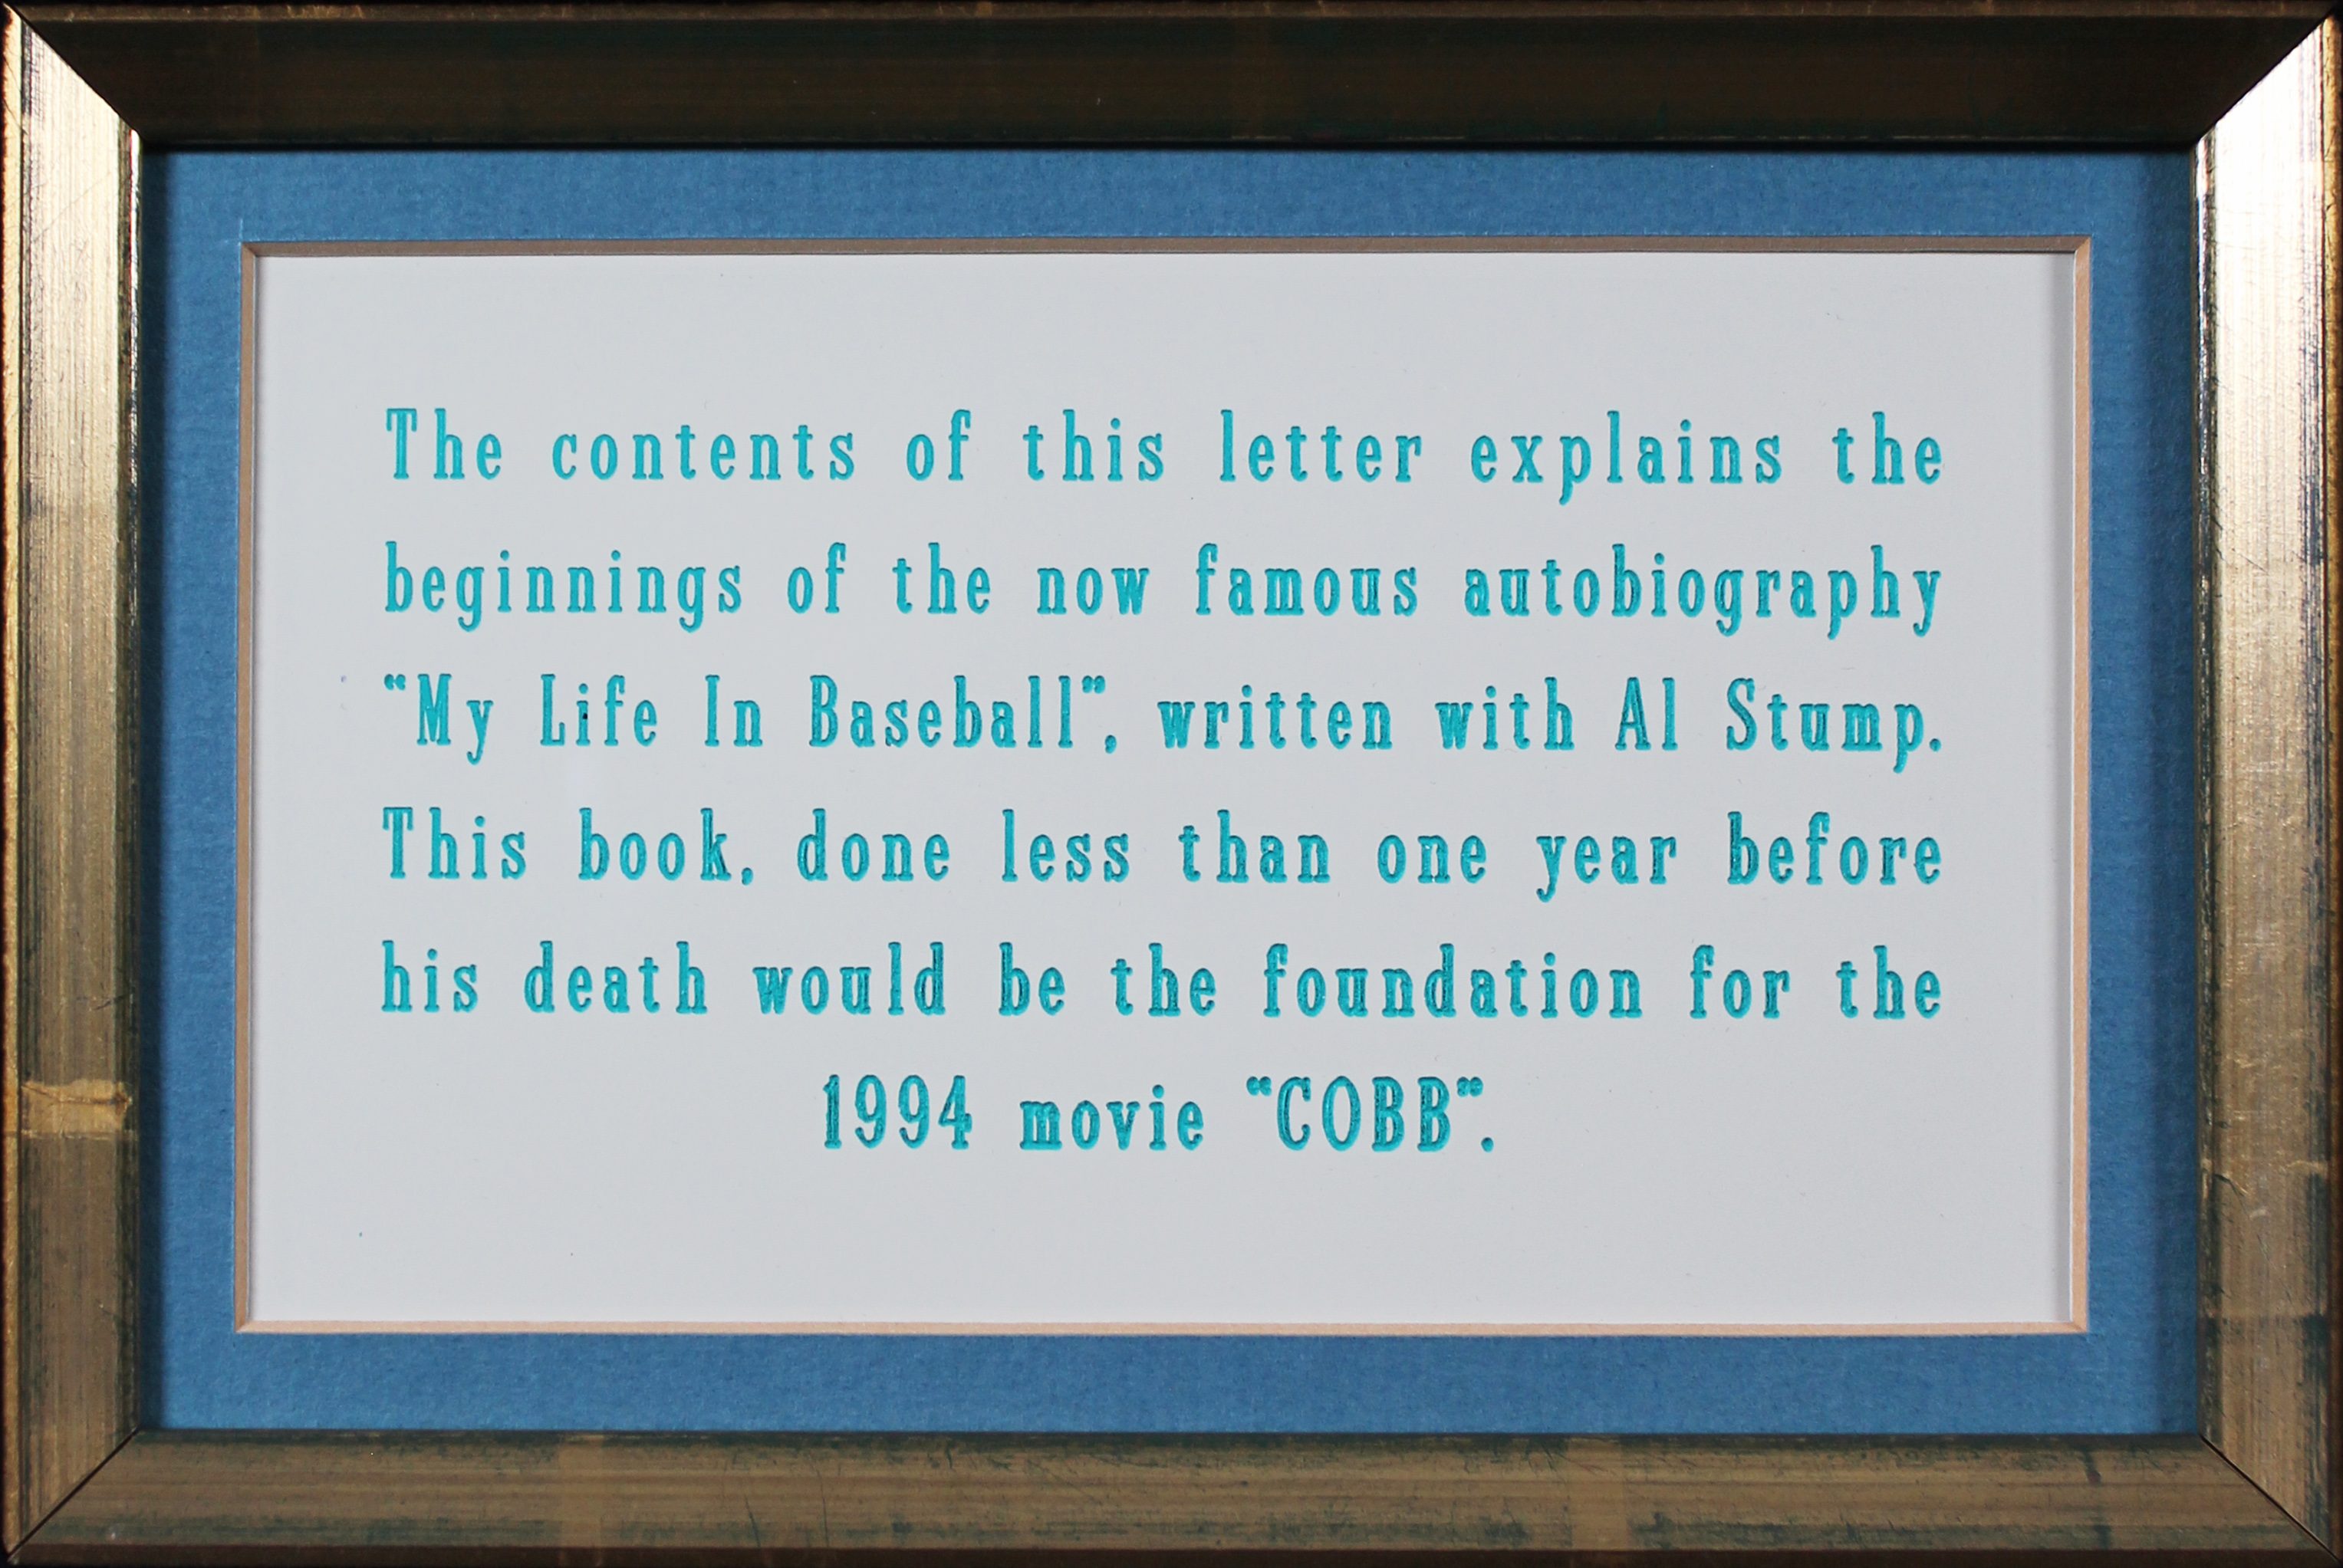 The contents of this letter explains the
beginnings of the now famous autobiography
“My Life In Baseball”, written with Al Stump.
This book, done less than one year before
his death would be the foundation for the
1994 movie “COBB”.